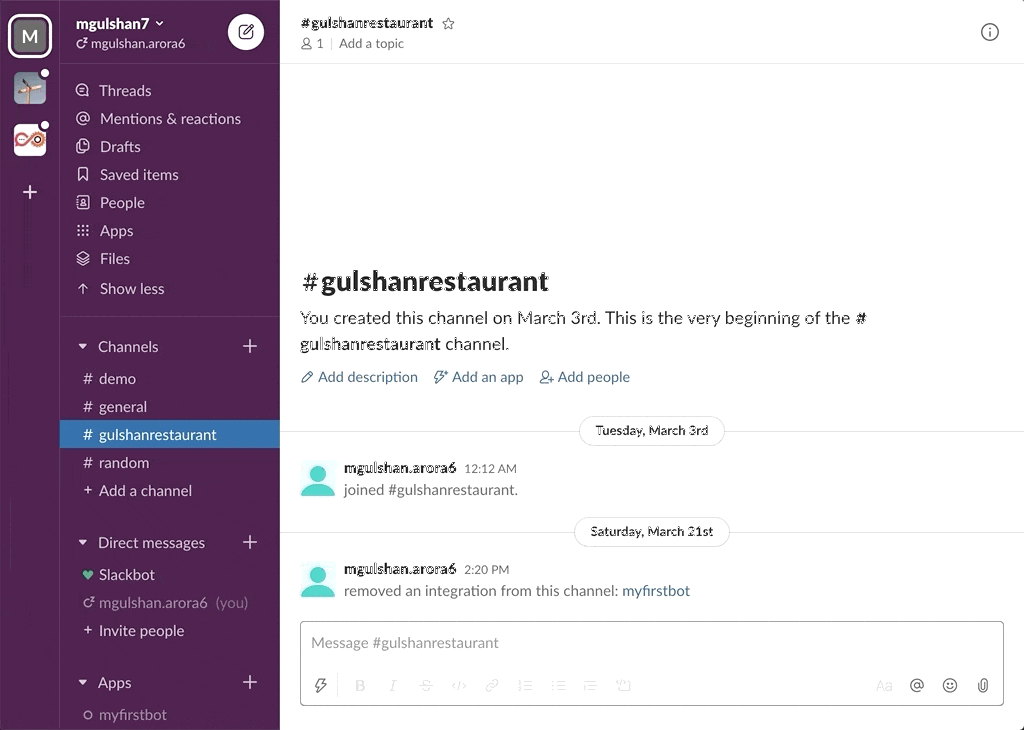 M
mgulshan7
mgulshan.arora6
Threads
Mentions & reactions
Drafts
Saved items
People
Apps
Files
Show less
Channels
# demo
# general
# gulshanrestaurant
# random
+ Add a channel
Direct messages
Slackbot
mgulshan.arora6 (you)
+ Invite people
Apps
myfirstbot
#gulshanrestaurant
1 | Add a topic
#gulshanrestaurant
You created this channel on March 3rd. This is the very beginning of the #
gulshanrestaurant channel.
Add description Add an app Add people
Tuesday, March 3rd
mgulshan.arora6 12:12 AM
joined #gulshanrestaurant.
Saturday, March 21st
mgulshan.arora6 2:20 PM
removed an integration from this channel: myfirstbot
Message #gulshanrestaurant
B I S </> Aa @